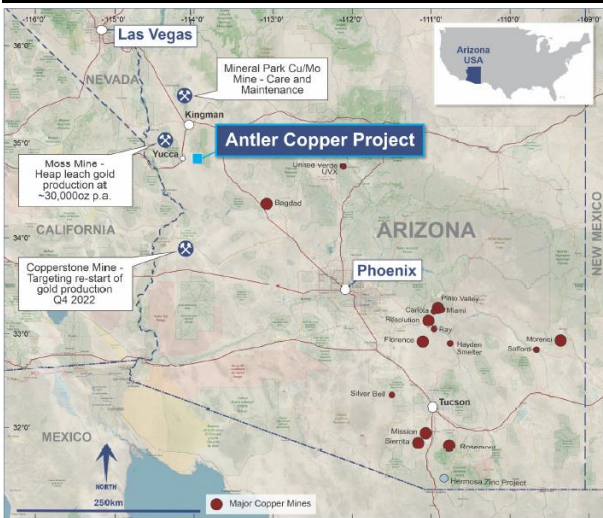 -115.0°
-114.0°
-113.0°
-112.0°
-111.0°
-110.0°
-109.0°
36.0°
Las Vegas
Arizona
USA
NEVADA
Mineral Park Cu/Mo
Mine - Care and
Maintenance
Kingman
Antler Copper Project
35.0°
Yucca
Moss Mine -
Heap leach gold
production at
~30,000oz p.a.
UVX
Bagdad
ARIZONA
NEW MEXICO
34.0°
CALIFORNIA
Phoenix
Copperstone Mine -
Targeting re-start of
gold production
Q4 2022
Pinto Valley
Carlota
Miami
Resolution
Ray
33.0°
Florence
Hayden
Smelter
Morenci
Safford
Silver Bell
Tucson
32.0°
MEXICO
Mission
Sierrita
Rosemont
Hermosa Zinc Project
NORTH
250km
Major Copper Mines